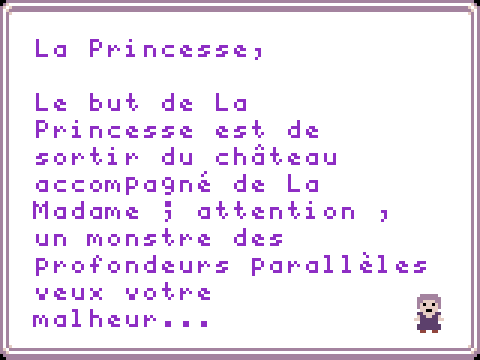 La Princesse,
Le but de La
Princesse est de
sortir du château
accompagné de La
Madame ; attention ,
un monstre des
profondeurs parallèles
veux votre
malheur...